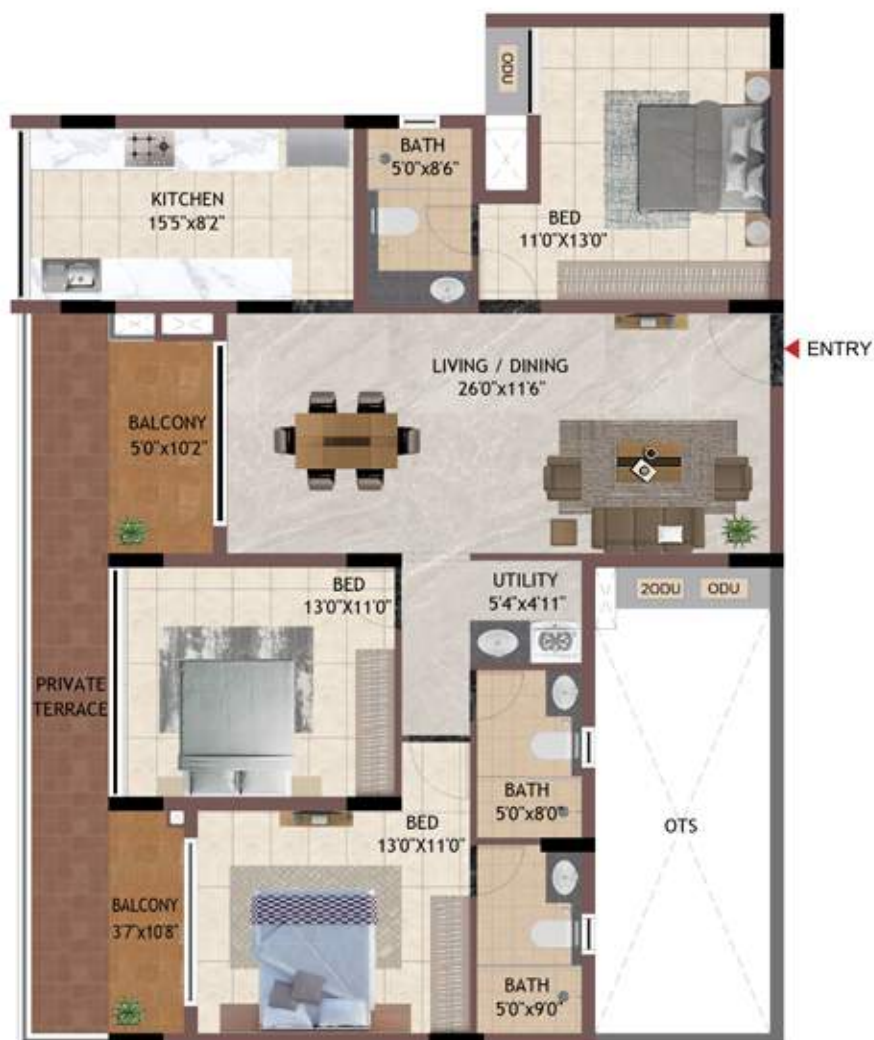 ODU
BATH
5'0"x8'6"
KITCHEN
15'5"x8'2"
BED
11'0"X13'0"
ENTRY
LIVING / DINING
26'0"x11'6"
BALCONY
5'0"x10'2"
BED
13'0"X11'0"
UTILITY
5'4"x4'11"
2ODU
ODU
PRIVATE
TERRACE
BATH
5'0"x8'0"
BED
13'0"X11'0"
OTS
BALCONY
3'7"x10'8"
BATH
5'0"x9'0"